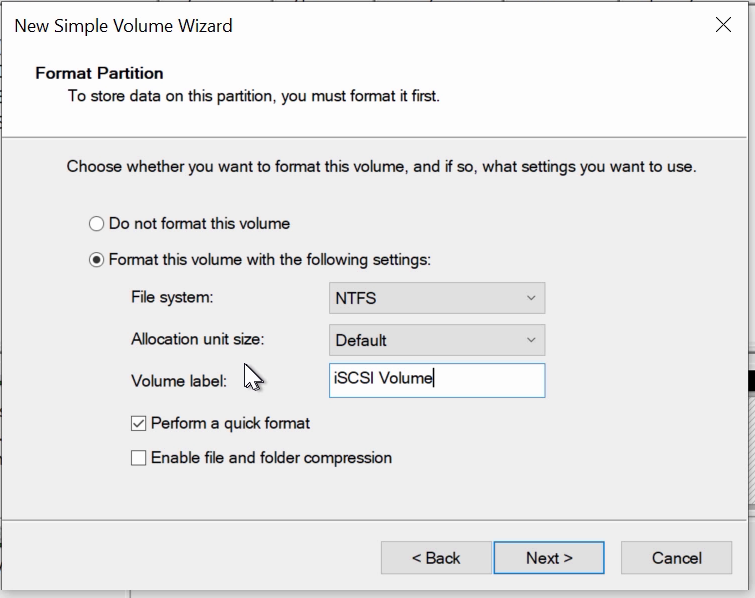 New Simple Volume Wizard
Format Partition
To store data on this partition, you must format it first.
Choose whether you want to format this volume, and if so, what settings you want to use.
Do not format this volume
Format this volume with the following settings:
File system: NTFS
Allocation unit size: Default
Volume label: iSCSI Volume
Perform a quick format
Enable file and folder compression
< Back Next > Cancel